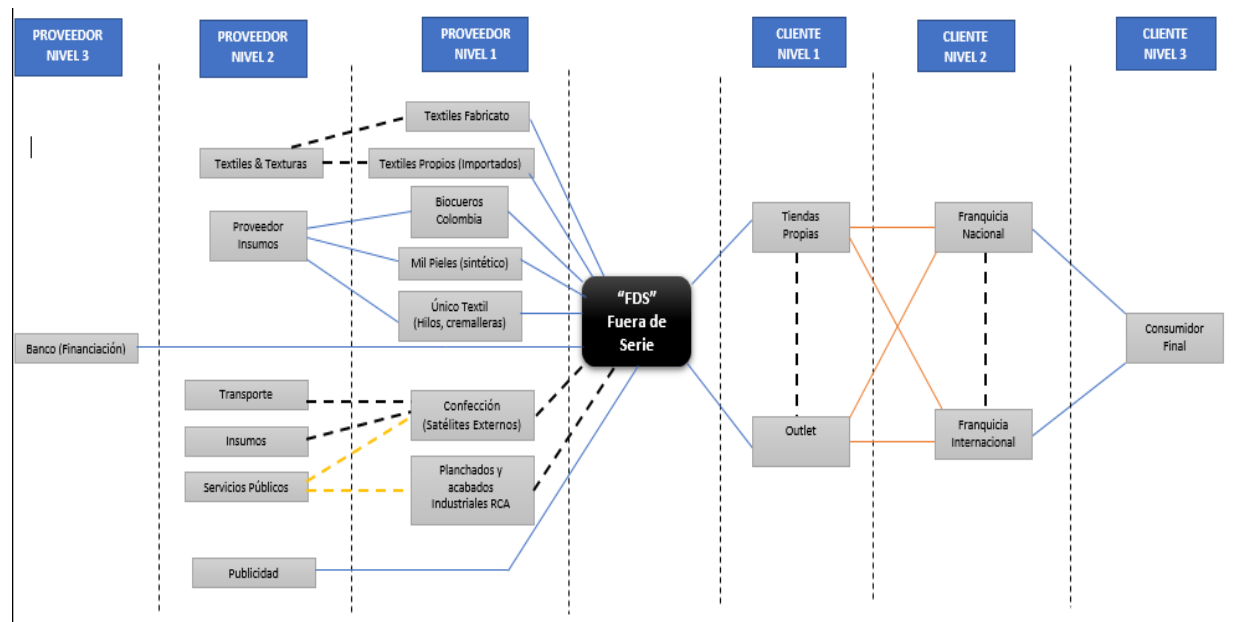 PROVEEDOR
NIVEL 3
PROVEEDOR
NIVEL 2
PROVEEDOR
NIVEL 1
CLIENTE
NIVEL 1
CLIENTE
NIVEL 2
CLIENTE
NIVEL 3
Textiles Fabricato
Textiles & Texturas
Textiles Propios (Importados)
Proveedor
Insumos
Biocueros
Colombia
Mil Pieles (sintético)
Único Textil
(Hilos, cremalleras)
Banco (Financiación)
Transporte
Insumos
Servicios Públicos
Confección
(Satélites Externos)
Planchados y
acabados
Industriales RCA
Publicidad
“FDS”
Fuera de
Serie
Tiendas
Propias
Outlet
Franquicia
Nacional
Franquicia
Internacional
Consumidor
Final